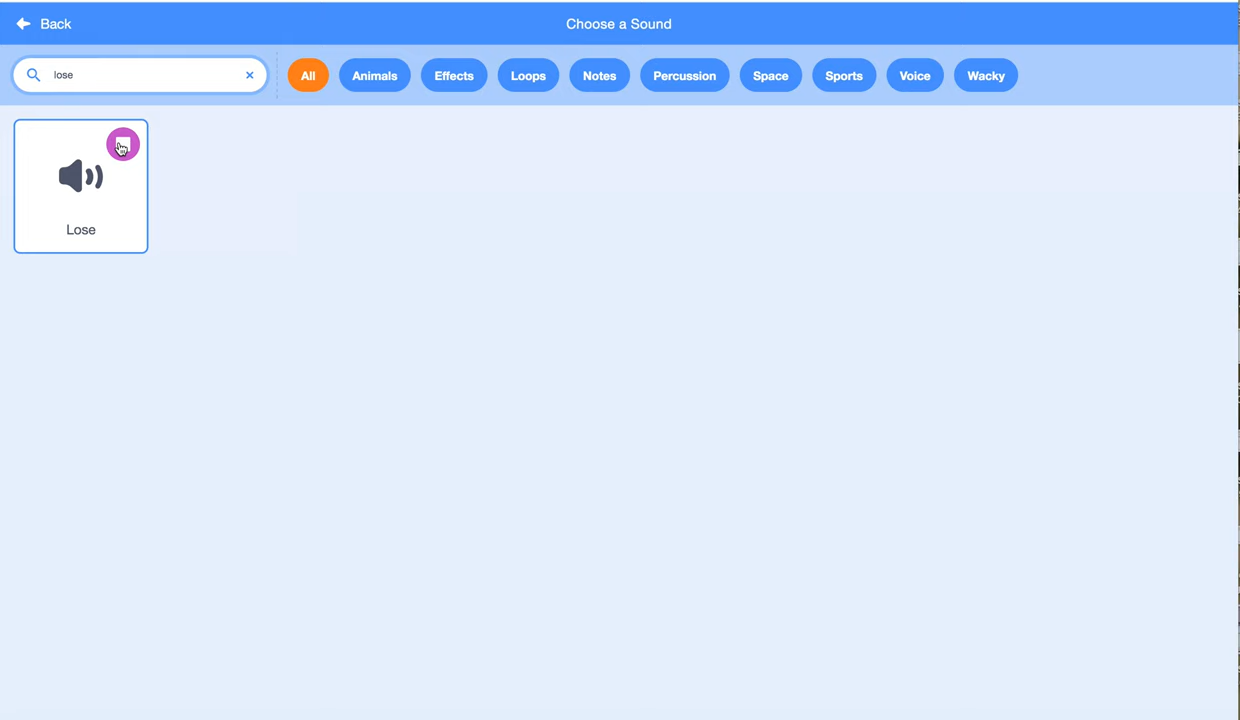 Back
Choose a Sound
lose
All
Animals
Effects
Loops
Notes
Percussion
Space
Sports
Voice
Wacky
Lose